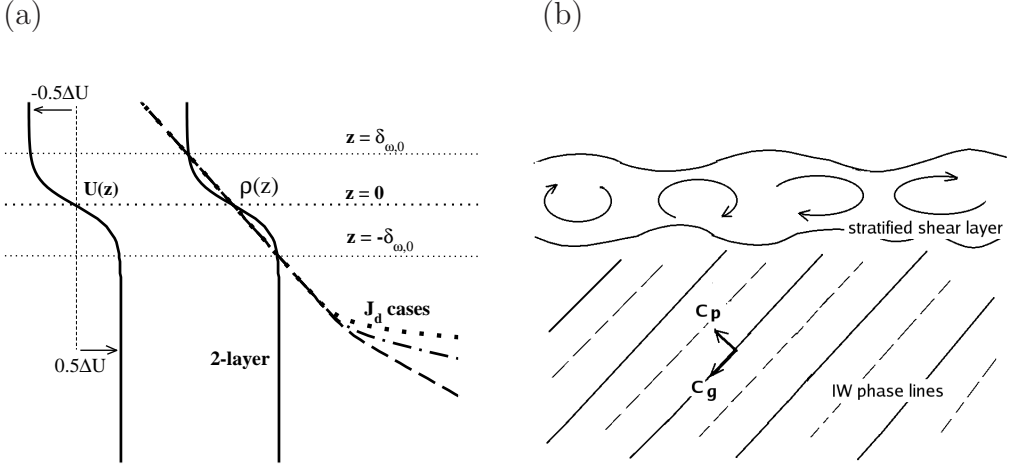 (a)
(b)
-0.5ΔU
z = δω,0
U(z)
ρ(z)
z = 0
z = -δω,0
J_d cases
2-layer
0.5ΔU
stratified shear layer
Cp
Cg
IW phase lines